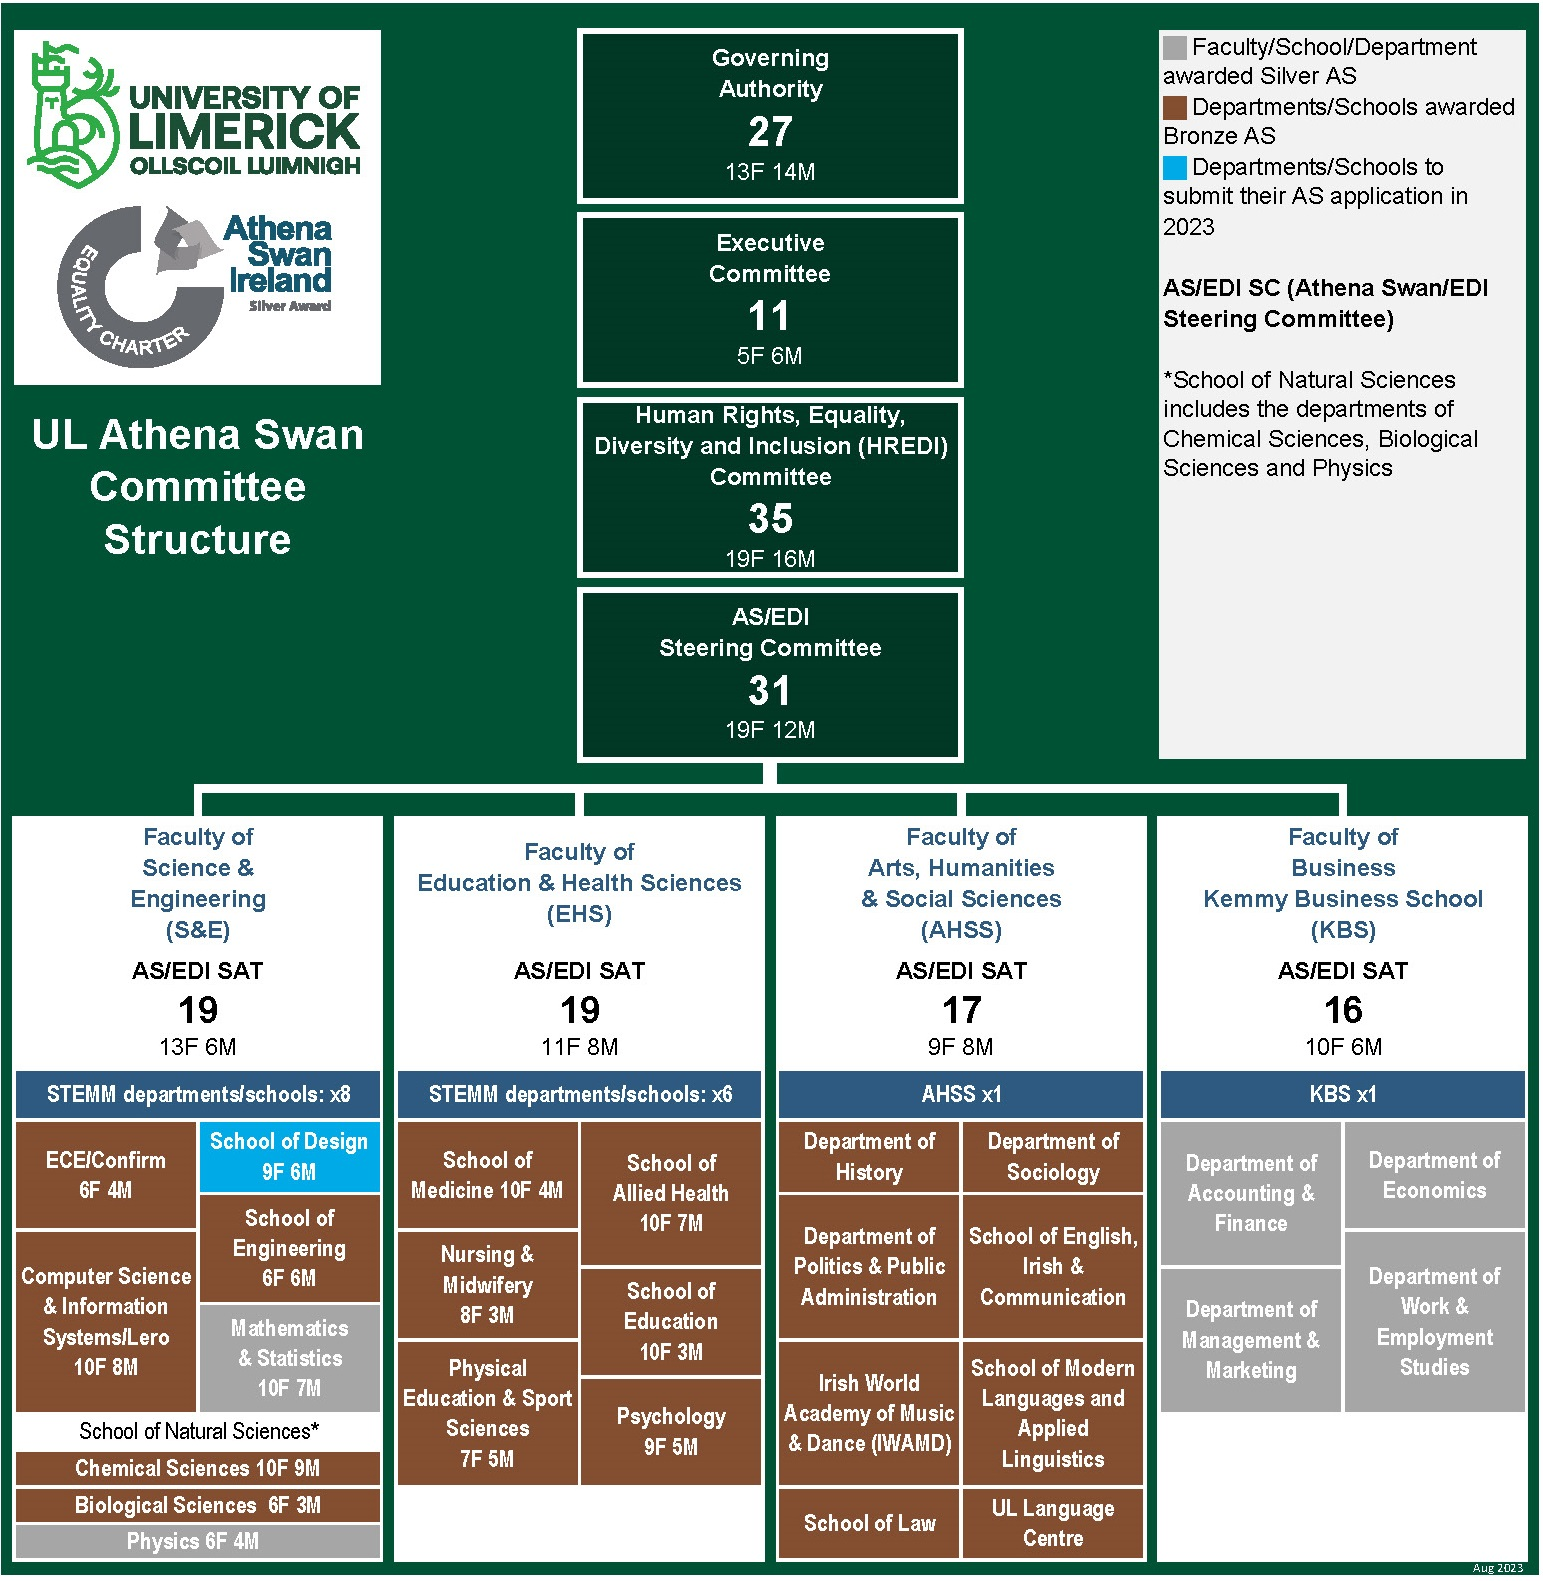 UNIVERSITY OF
LIMERICK
OLLSCOIL LUIMNIGH
EQUALITY CHARTER
Athena
Swan
Ireland
Silver Award
UL Athena Swan
Committee
Structure
Governing
Authority
27
13F 14M
Executive
Committee
11
5F 6M
Human Rights, Equality,
Diversity and Inclusion (HREDI)
Committee
35
19F 16M
AS/EDI
Steering Committee
31
19F 12M
Faculty/School/Department
awarded Silver AS
Departments/Schools awarded
Bronze AS
Departments/Schools to
submit their AS application in
2023
AS/EDI SC (Athena Swan/EDI
Steering Committee)
*School of Natural Sciences
includes the departments of
Chemical Sciences, Biological
Sciences and Physics
Faculty of
Science &
Engineering
(S&E)
AS/EDI SAT
19
13F 6M
STEMM departments/schools: x8
ECE/Confirm
6F 4M
School of Design
9F 6M
School of
Engineering
6F 6M
Computer Science
& Information
Systems/Lero
10F 8M
Mathematics
& Statistics
10F 7M
School of Natural Sciences*
Chemical Sciences 10F 9M
Biological Sciences 6F 3M
Physics 6F 4M
Faculty of
Education & Health Sciences
(EHS)
AS/EDI SAT
19
11F 8M
STEMM departments/schools: x6
School of
Medicine 10F 4M
School of
Allied Health
10F 7M
Nursing &
Midwifery
8F 3M
School of
Education
10F 3M
Physical
Education & Sport
Sciences
7F 5M
Psychology
9F 5M
Faculty of
Arts, Humanities
& Social Sciences
(AHSS)
AS/EDI SAT
17
9F 8M
AHSS x1
Department of
History
Department of
Sociology
Department of
Politics & Public
Administration
School of English,
Irish &
Communication
Irish World
Academy of Music
& Dance (IWAMD)
School of Modern
Languages and
Applied
Linguistics
School of Law
UL Language
Centre
Faculty of
Business
Kemmy Business School
(KBS)
AS/EDI SAT
16
10F 6M
KBS x1
Department of
Accounting &
Finance
Department of
Economics
Department of
Management &
Marketing
Department of
Work &
Employment
Studies
Aug 2023